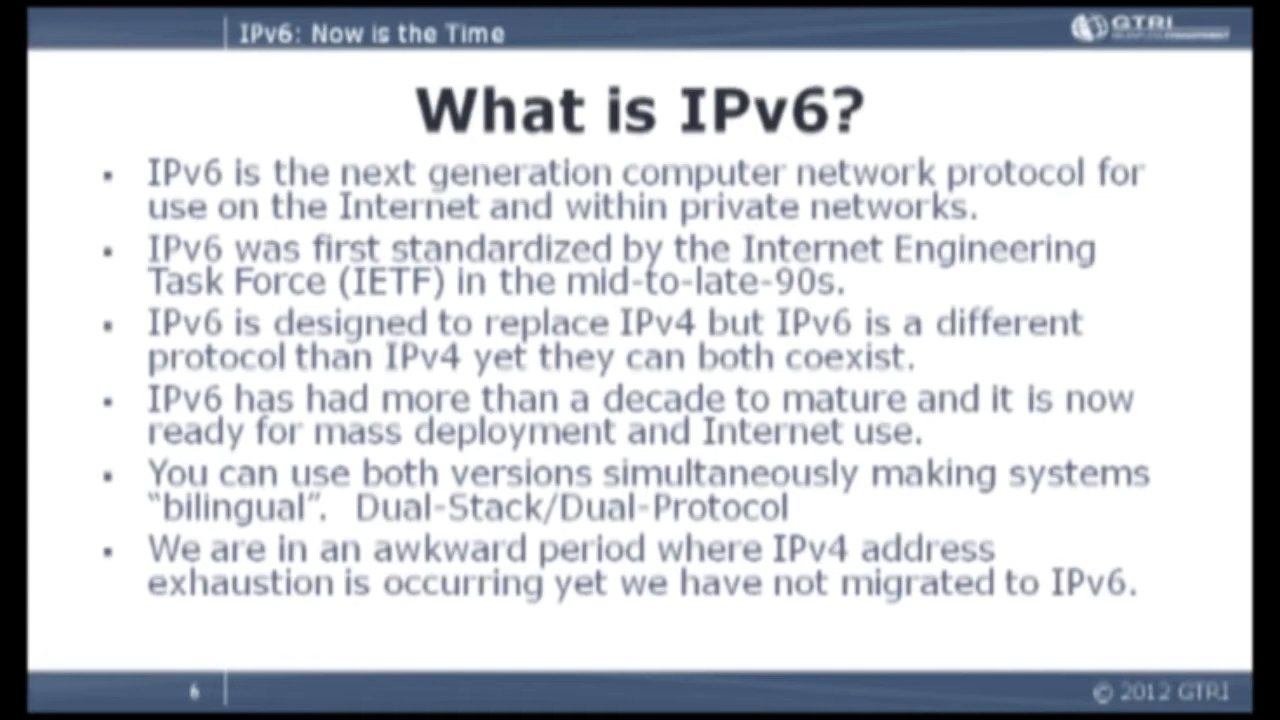 IPv6: Now is the Time
GTRI
What is IPv6?
▪ IPv6 is the next generation computer network protocol for
use on the Internet and within private networks.
▪ IPv6 was first standardized by the Internet Engineering
Task Force (IETF) in the mid-to-late-90s.
▪ IPv6 is designed to replace IPv4 but IPv6 is a different
protocol than IPv4 yet they can both coexist.
▪ IPv6 has had more than a decade to mature and it is now
ready for mass deployment and Internet use.
▪ You can use both versions simultaneously making systems
“bilingual”. Dual-Stack/Dual-Protocol
▪ We are in an awkward period where IPv4 address
exhaustion is occurring yet we have not migrated to IPv6.
6
© 2012 GTRI